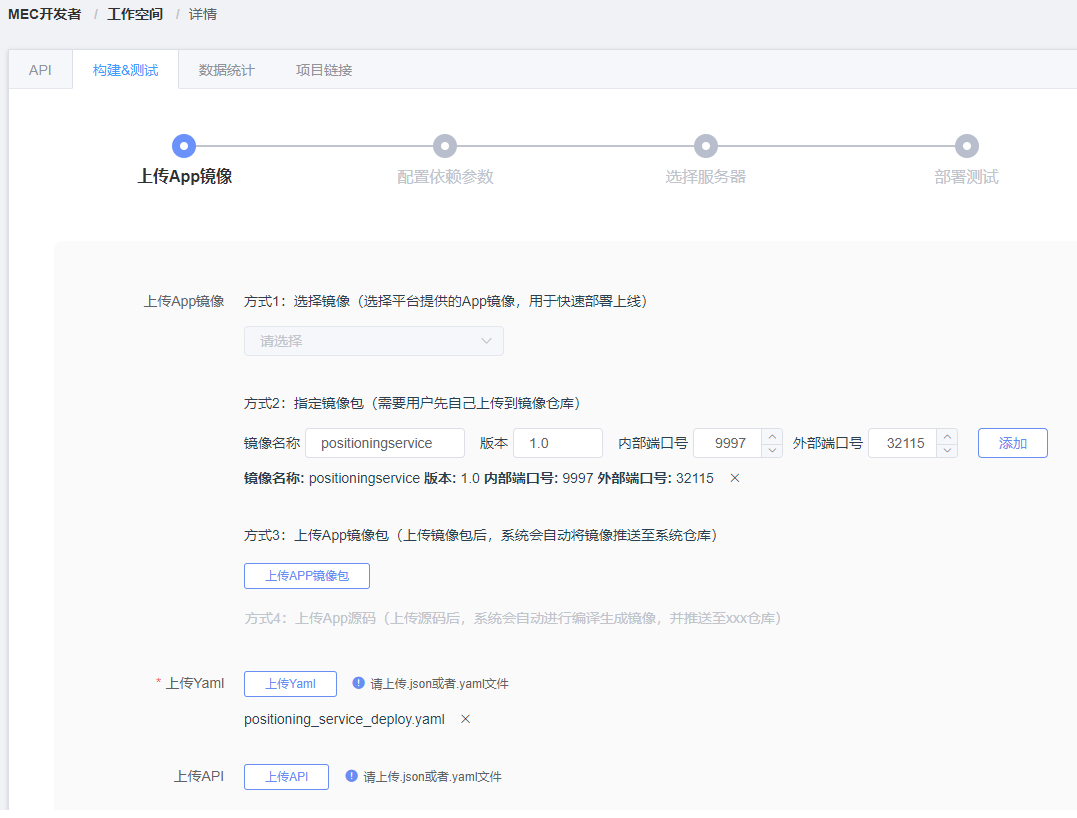 MEC开发者 / 工作空间 / 详情
API 构建&测试 数据统计 项目链接
上传App镜像 配置依赖参数 选择服务器 部署测试
上传App镜像 方式1：选择镜像（选择平台提供的App镜像，用于快速部署上线）
请选择
方式2：指定镜像包（需要用户先自己上传到镜像仓库）
镜像名称 positioningservice 版本 1.0 内部端口号 9997 外部端口号 32115 添加
镜像名称: positioningservice 版本: 1.0 内部端口号: 9997 外部端口号: 32115 ×
方式3：上传App镜像包（上传镜像包后，系统会自动将镜像推送至系统仓库）
上传APP镜像包
方式4：上传App源码（上传源码后，系统会自动进行编译生成镜像，并推送至xxx仓库）
* 上传Yaml 上传Yaml 请上传.json或者.yaml文件
positioning_service_deploy.yaml ×
上传API 上传API 请上传.json或者.yaml文件